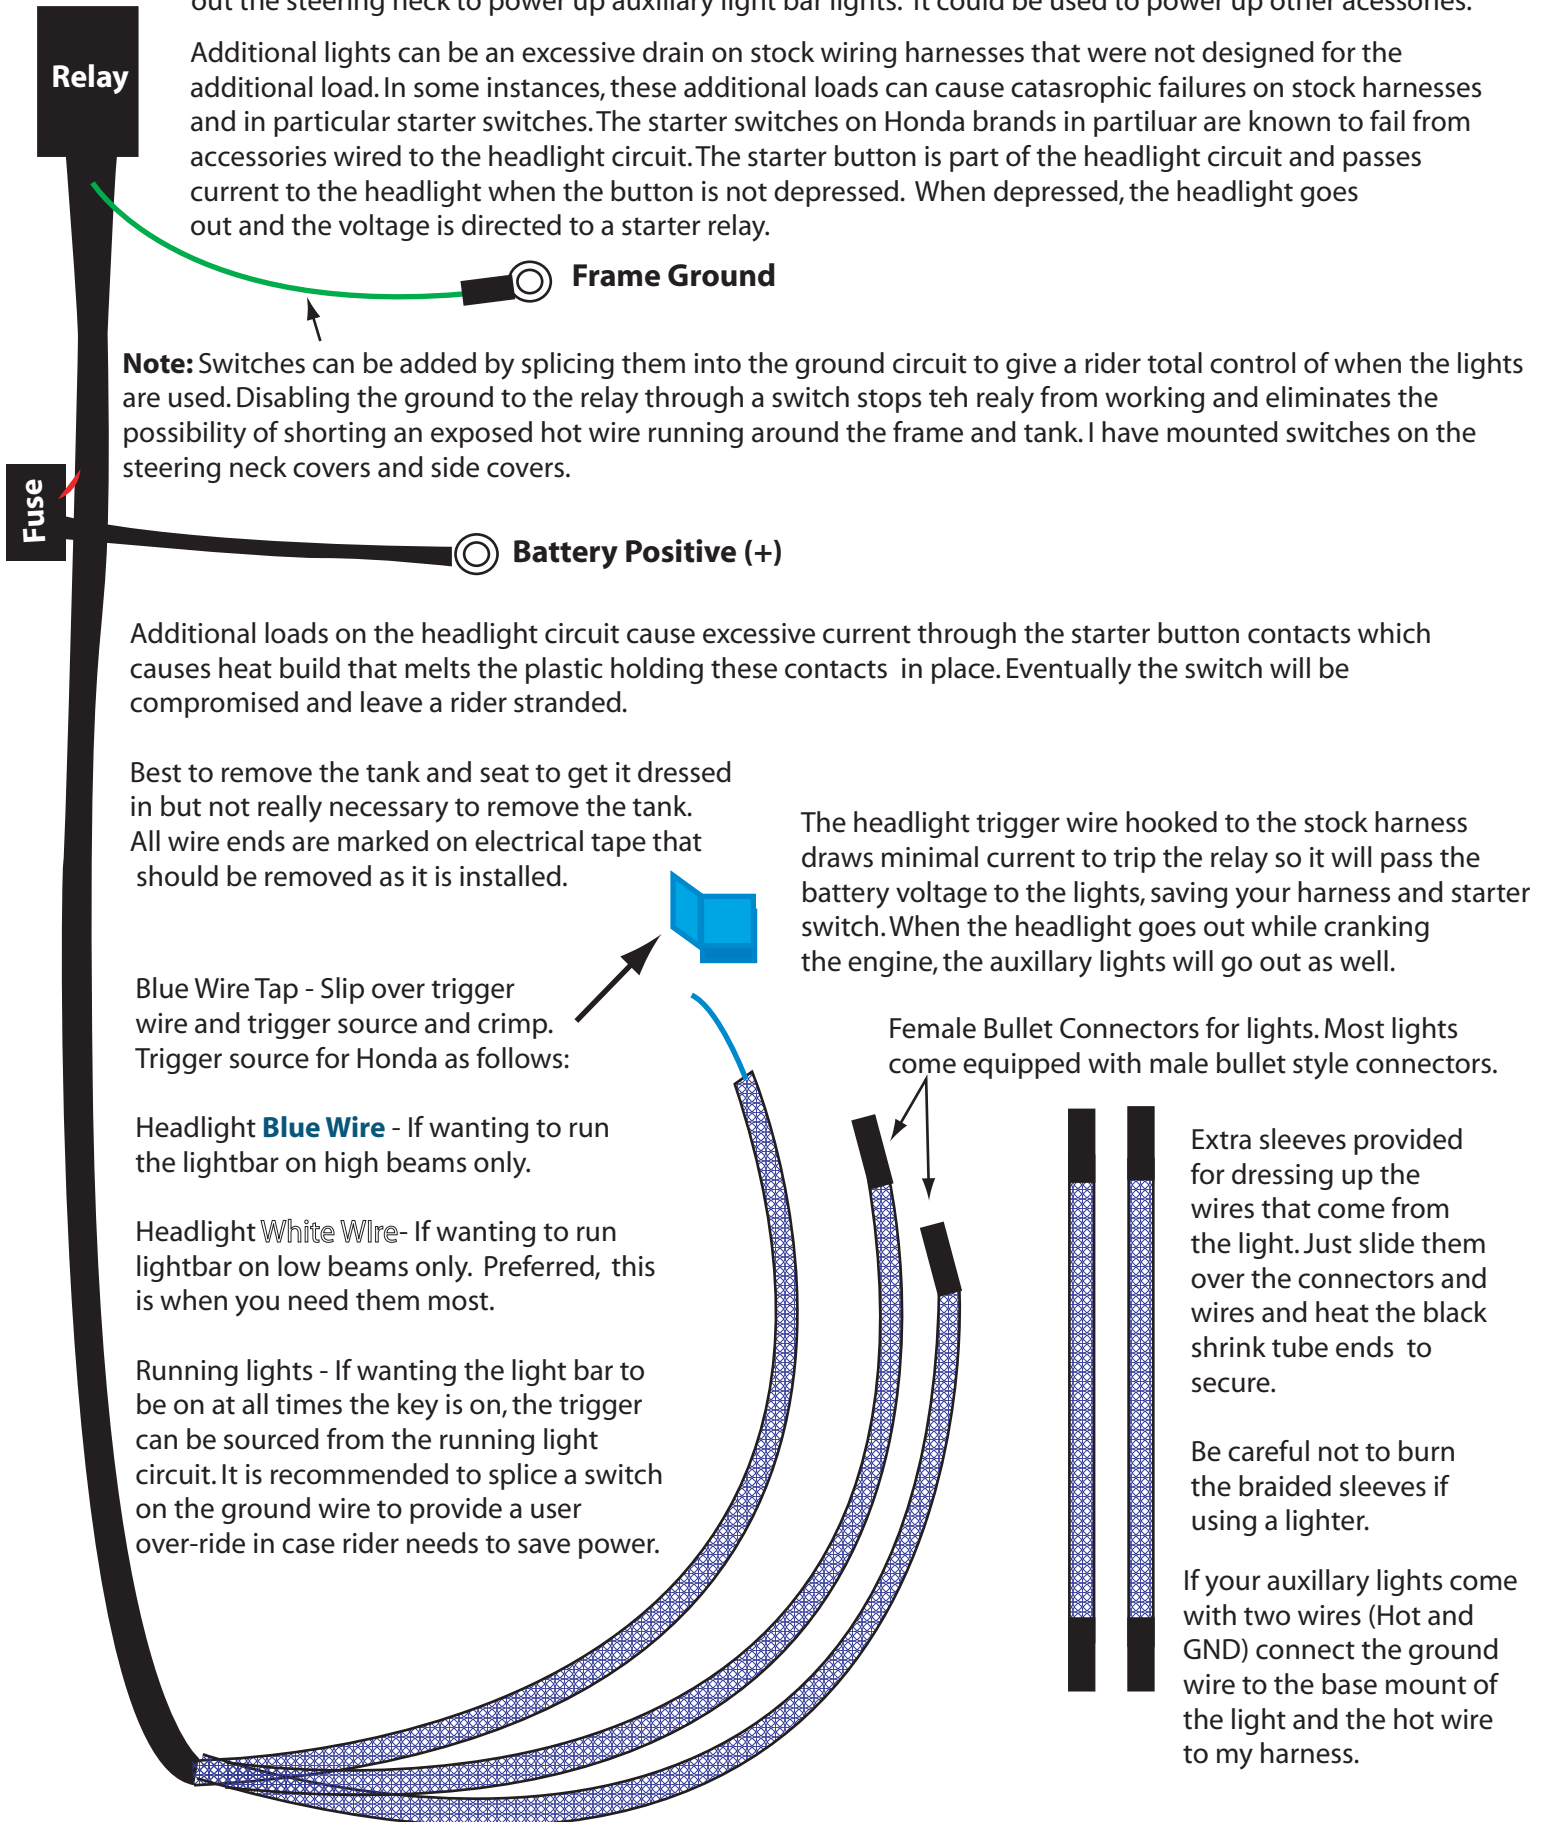 out the steering neck to power up auxillary light bar lights. It could be used to power up other acessories.
Relay
Additional lights can be an excessive drain on stock wiring harnesses that were not designed for the
additional load. In some instances, these additional loads can cause catasrophic failures on stock harnesses
and in particular starter switches. The starter switches on Honda brands in partiluar are known to fail from
accessories wired to the headlight circuit. The starter button is part of the headlight circuit and passes
current to the headlight when the button is not depressed. When depressed, the headlight goes
out and the voltage is directed to a starter relay.
Frame Ground
Note: Switches can be added by splicing them into the ground circuit to give a rider total control of when the lights
are used. Disabling the ground to the relay through a switch stops teh realy from working and eliminates the
possibility of shorting an exposed hot wire running around the frame and tank. I have mounted switches on the
steering neck covers and side covers.
Fuse
Battery Positive (+)
Additional loads on the headlight circuit cause excessive current through the starter button contacts which
causes heat build that melts the plastic holding these contacts in place. Eventually the switch will be
compromised and leave a rider stranded.
Best to remove the tank and seat to get it dressed
in but not really necessary to remove the tank.
All wire ends are marked on electrical tape that
should be removed as it is installed.
The headlight trigger wire hooked to the stock harness
draws minimal current to trip the relay so it will pass the
battery voltage to the lights, saving your harness and starter
switch. When the headlight goes out while cranking
the engine, the auxillary lights will go out as well.
Blue Wire Tap - Slip over trigger
wire and trigger source and crimp.
Trigger source for Honda as follows:
Female Bullet Connectors for lights. Most lights
come equipped with male bullet style connectors.
Headlight Blue Wire - If wanting to run
the lightbar on high beams only.
Headlight White WIre- If wanting to run
lightbar on low beams only. Preferred, this
is when you need them most.
Running lights - If wanting the light bar to
be on at all times the key is on, the trigger
can be sourced from the running light
circuit. It is recommended to splice a switch
on the ground wire to provide a user
over-ride in case rider needs to save power.
Extra sleeves provided
for dressing up the
wires that come from
the light. Just slide them
over the connectors and
wires and heat the black
shrink tube ends to
secure.
Be careful not to burn
the braided sleeves if
using a lighter.
If your auxillary lights come
with two wires (Hot and
GND) connect the ground
wire to the base mount of
the light and the hot wire
to my harness.